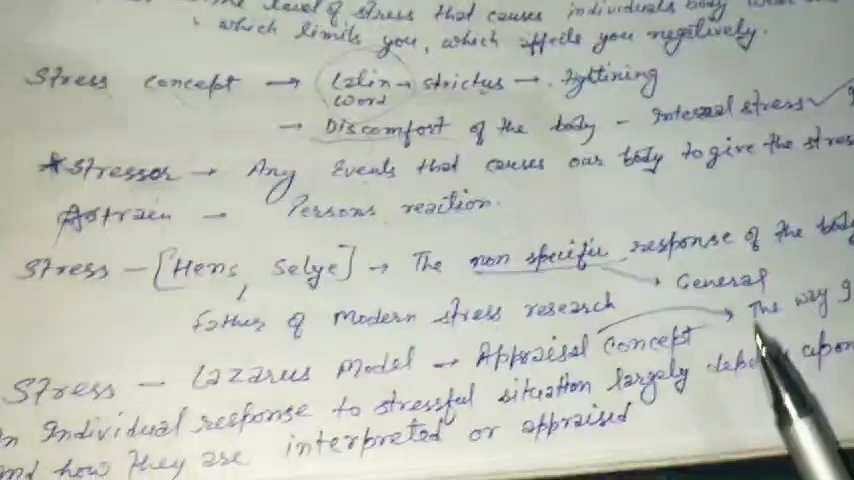 the level of stress that causes individuals body wear
which limits you, which affects you negatively.
Stress concept → Latin → strictus → Tyttining
word
→ Discomfort of the body - Internal stress
*Stressor → Any Events that causes our body to give the stress
*Strain → Persons reaction.
Stress - [Hens, Selye] → The non specific response of the body
→ General
father of Modern stress research
→ The way
Stress - Lazarus Model → Appraisal concept
In Individual response to stressful situation largely upon
and how they are interpreted or appraised